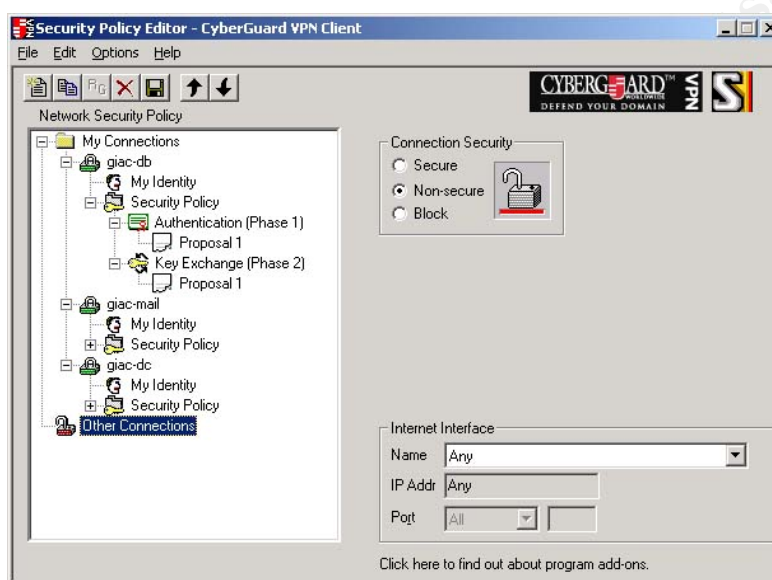 Security Policy Editor - CyberGuard VPN Client
File Edit Options Help
Network Security Policy
CYBERGUARD™
WORLDWIDE
DEFEND YOUR DOMAIN
VPN
S
My Connections
giac-db
My Identity
Security Policy
Authentication (Phase 1)
Proposal 1
Key Exchange (Phase 2)
Proposal 1
giac-mail
My Identity
Security Policy
giac-dc
My Identity
Security Policy
Other Connections
Connection Security
Secure
Non-secure
Block
Internet Interface
Name Any
IP Addr Any
Port All
Click here to find out about program add-ons.